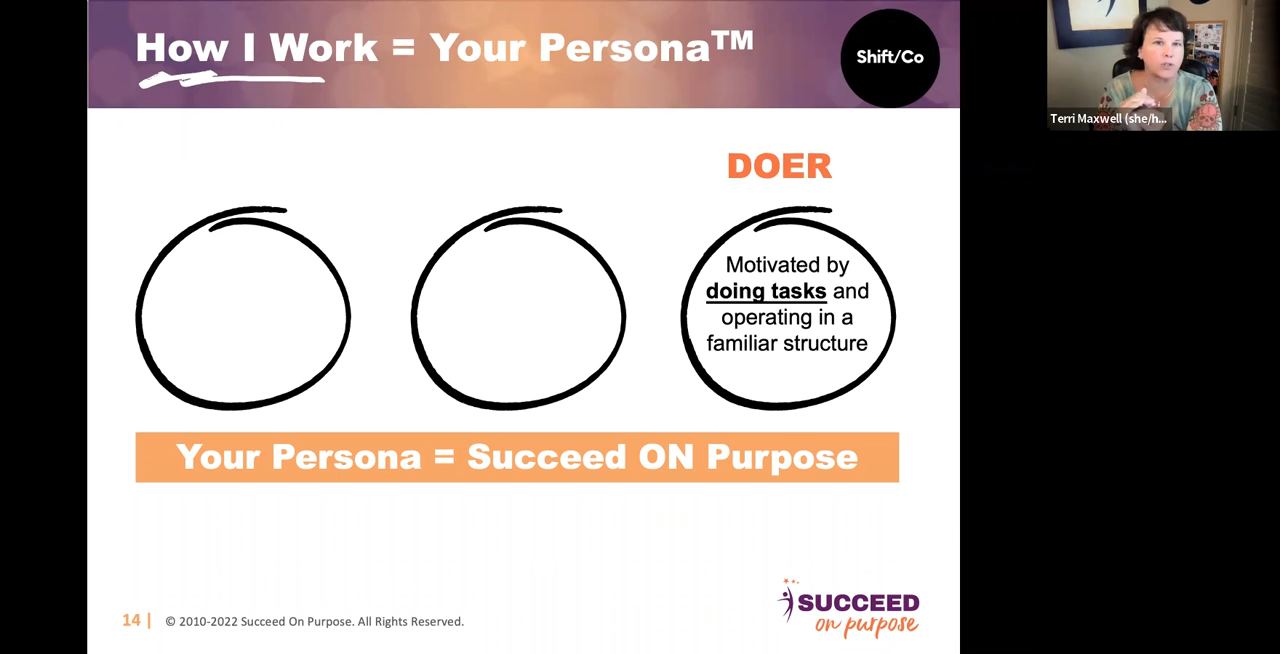 How I Work = Your Persona™
Shift/Co
Terri Maxwell (she/h...
DOER
Motivated by
doing tasks and
operating in a
familiar structure
Your Persona = Succeed ON Purpose
14 | © 2010-2022 Succeed On Purpose. All Rights Reserved.
SUCCEED
on purpose